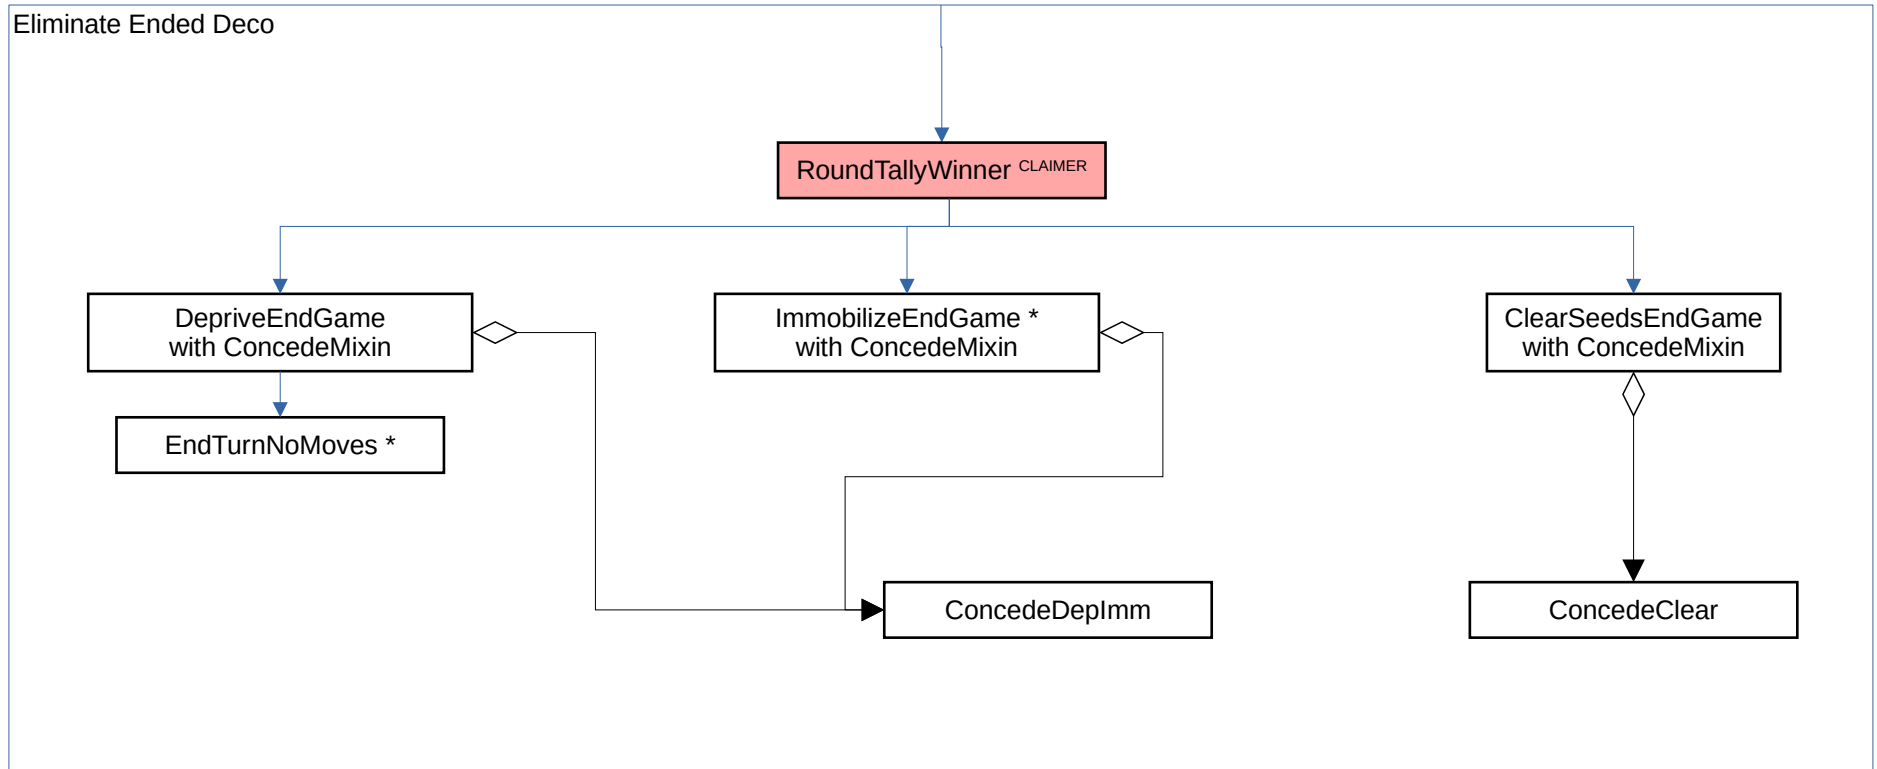 Eliminate Ended Deco
RoundTallyWinner CLAIMER
DepriveEndGame
with ConcedeMixin
ImmobilizeEndGame *
with ConcedeMixin
ClearSeedsEndGame
with ConcedeMixin
EndTurnNoMoves *
ConcedeDepImm
ConcedeClear